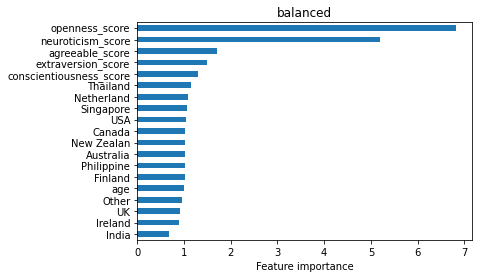 balanced
openness_score
neuroticism_score
agreeable_score
extraversion_score
conscientiousness_score
Thailand
Netherland
Singapore
USA
Canada
New Zealan
Australia
Philippine
Finland
age
Other
UK
Ireland
India
0 1 2 3 4 5 6 7
Feature importance